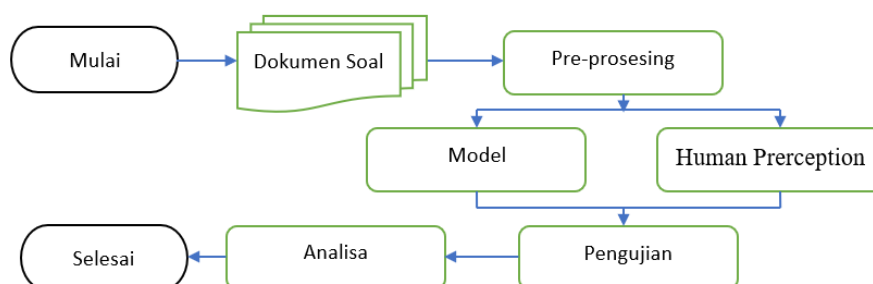 Mulai
Dokumen Soal
Pre-prosesing
Model
Human Prerception
Pengujian
Analisa
Selesai